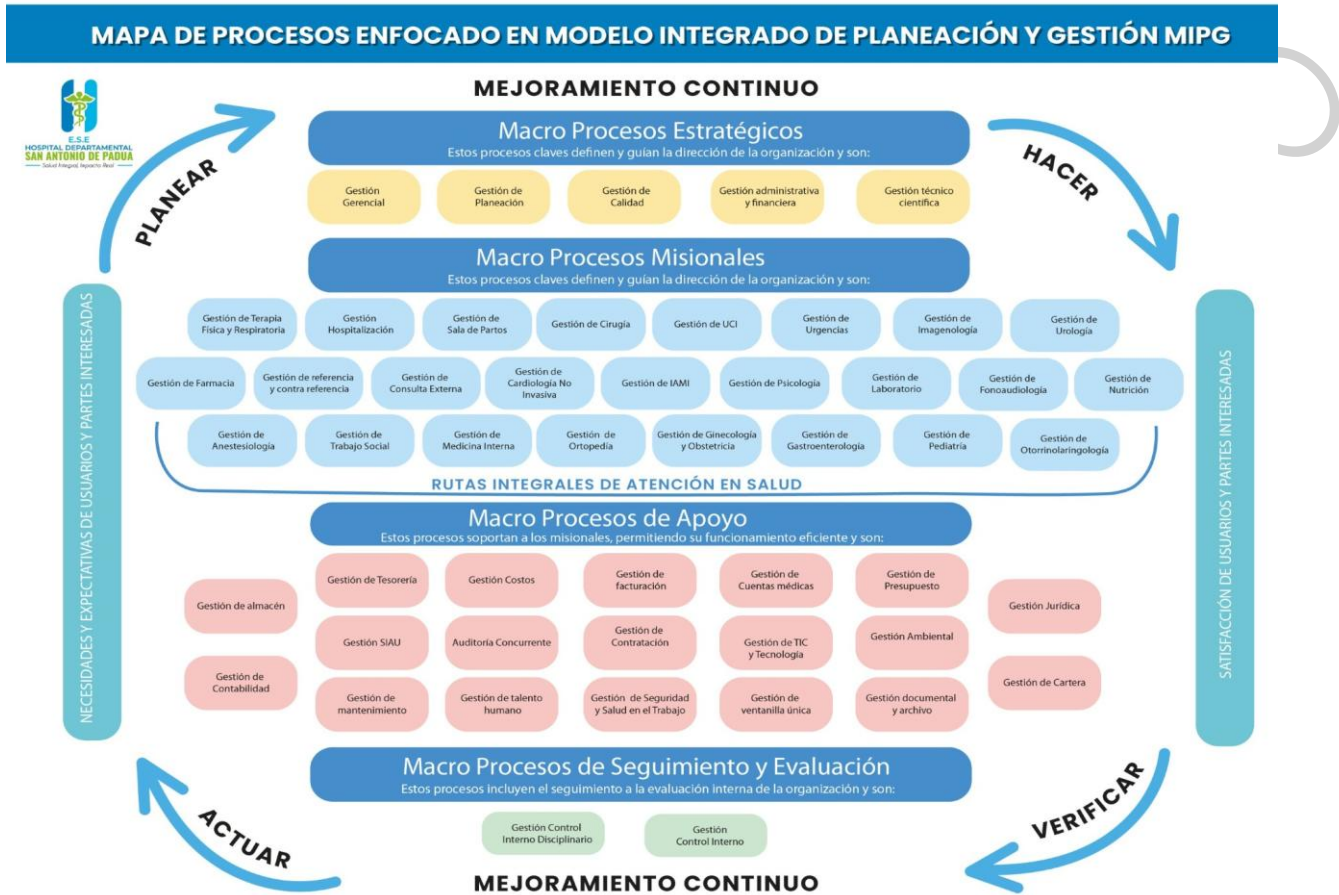 MAPA DE PROCESOS ENFOCADO EN MODELO INTEGRADO DE PLANEACIÓN Y GESTIÓN MIPG
E.S.E
HOSPITAL DEPARTAMENTAL
SAN ANTONIO DE PADUA
Salud Integral, Impacto Real
MEJORAMIENTO CONTINUO
PLANEAR
HACER
Macro Procesos Estratégicos
Estos procesos claves definen y guían la dirección de la organización y son:
Gestión
Gerencial
Gestión de
Planeación
Gestión de
Calidad
Gestión administrativa
y financiera
Gestión técnico
científica
Macro Procesos Misionales
Estos procesos claves definen y guían la dirección de la organización y son:
NECESIDADES Y EXPECTATIVAS DE USUARIOS Y PARTES INTERESADAS
Gestión de Terapia
Física y Respiratoria
Gestión
Hospitalización
Gestión de
Sala de Partos
Gestión de Cirugía
Gestión de UCI
Gestión de
Urgencias
Gestión de
Imagenología
Gestión de
Urología
Gestión de Farmacia
Gestión de referencia
y contra referencia
Gestión de
Consulta Externa
Gestión de
Cardiología No
Invasiva
Gestión de IAMI
Gestión de Psicología
Gestión de
Laboratorio
Gestión de
Fonoaudiología
Gestión de
Nutrición
Gestión de
Anestesiología
Gestión de
Trabajo Social
Gestión de
Medicina Interna
Gestión de
Ortopedía
Gestión de Ginecología
y Obstetricia
Gestión de
Gastroenterología
Gestión de
Pediatría
Gestión de
Otorrinolaringología
RUTAS INTEGRALES DE ATENCIÓN EN SALUD
SATISFACCIÓN DE USUARIOS Y PARTES INTERESADAS
Macro Procesos de Apoyo
Estos procesos soportan a los misionales, permitiendo su funcionamiento eficiente y son:
Gestión de almacén
Gestión de
Contabilidad
Gestión de Tesorería
Gestión Costos
Gestión de
facturación
Gestión de
Cuentas médicas
Gestión de
Presupuesto
Gestión SIAU
Auditoría Concurrente
Gestión de
Contratación
Gestión de TIC
y Tecnología
Gestión Ambiental
Gestión de
mantenimiento
Gestión de talento
humano
Gestión de Seguridad
y Salud en el Trabajo
Gestión de
ventanilla única
Gestión documental
y archivo
Gestión Jurídica
Gestión de Cartera
Macro Procesos de Seguimiento y Evaluación
Estos procesos incluyen el seguimiento a la evaluación interna de la organización y son:
Gestión Control
Interno Disciplinario
Gestión
Control Interno
ACTUAR
VERIFICAR
MEJORAMIENTO CONTINUO